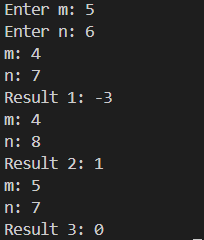 Enter m: 5
Enter n: 6
m: 4
n: 7
Result 1: -3
m: 4
n: 8
Result 2: 1
m: 5
n: 7
Result 3: 0